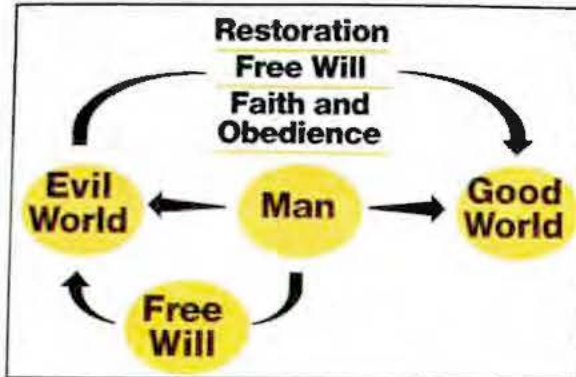 Restoration
Free Will
Faith and
Obedience
Evil
World
Man
Good
World
Free
Will